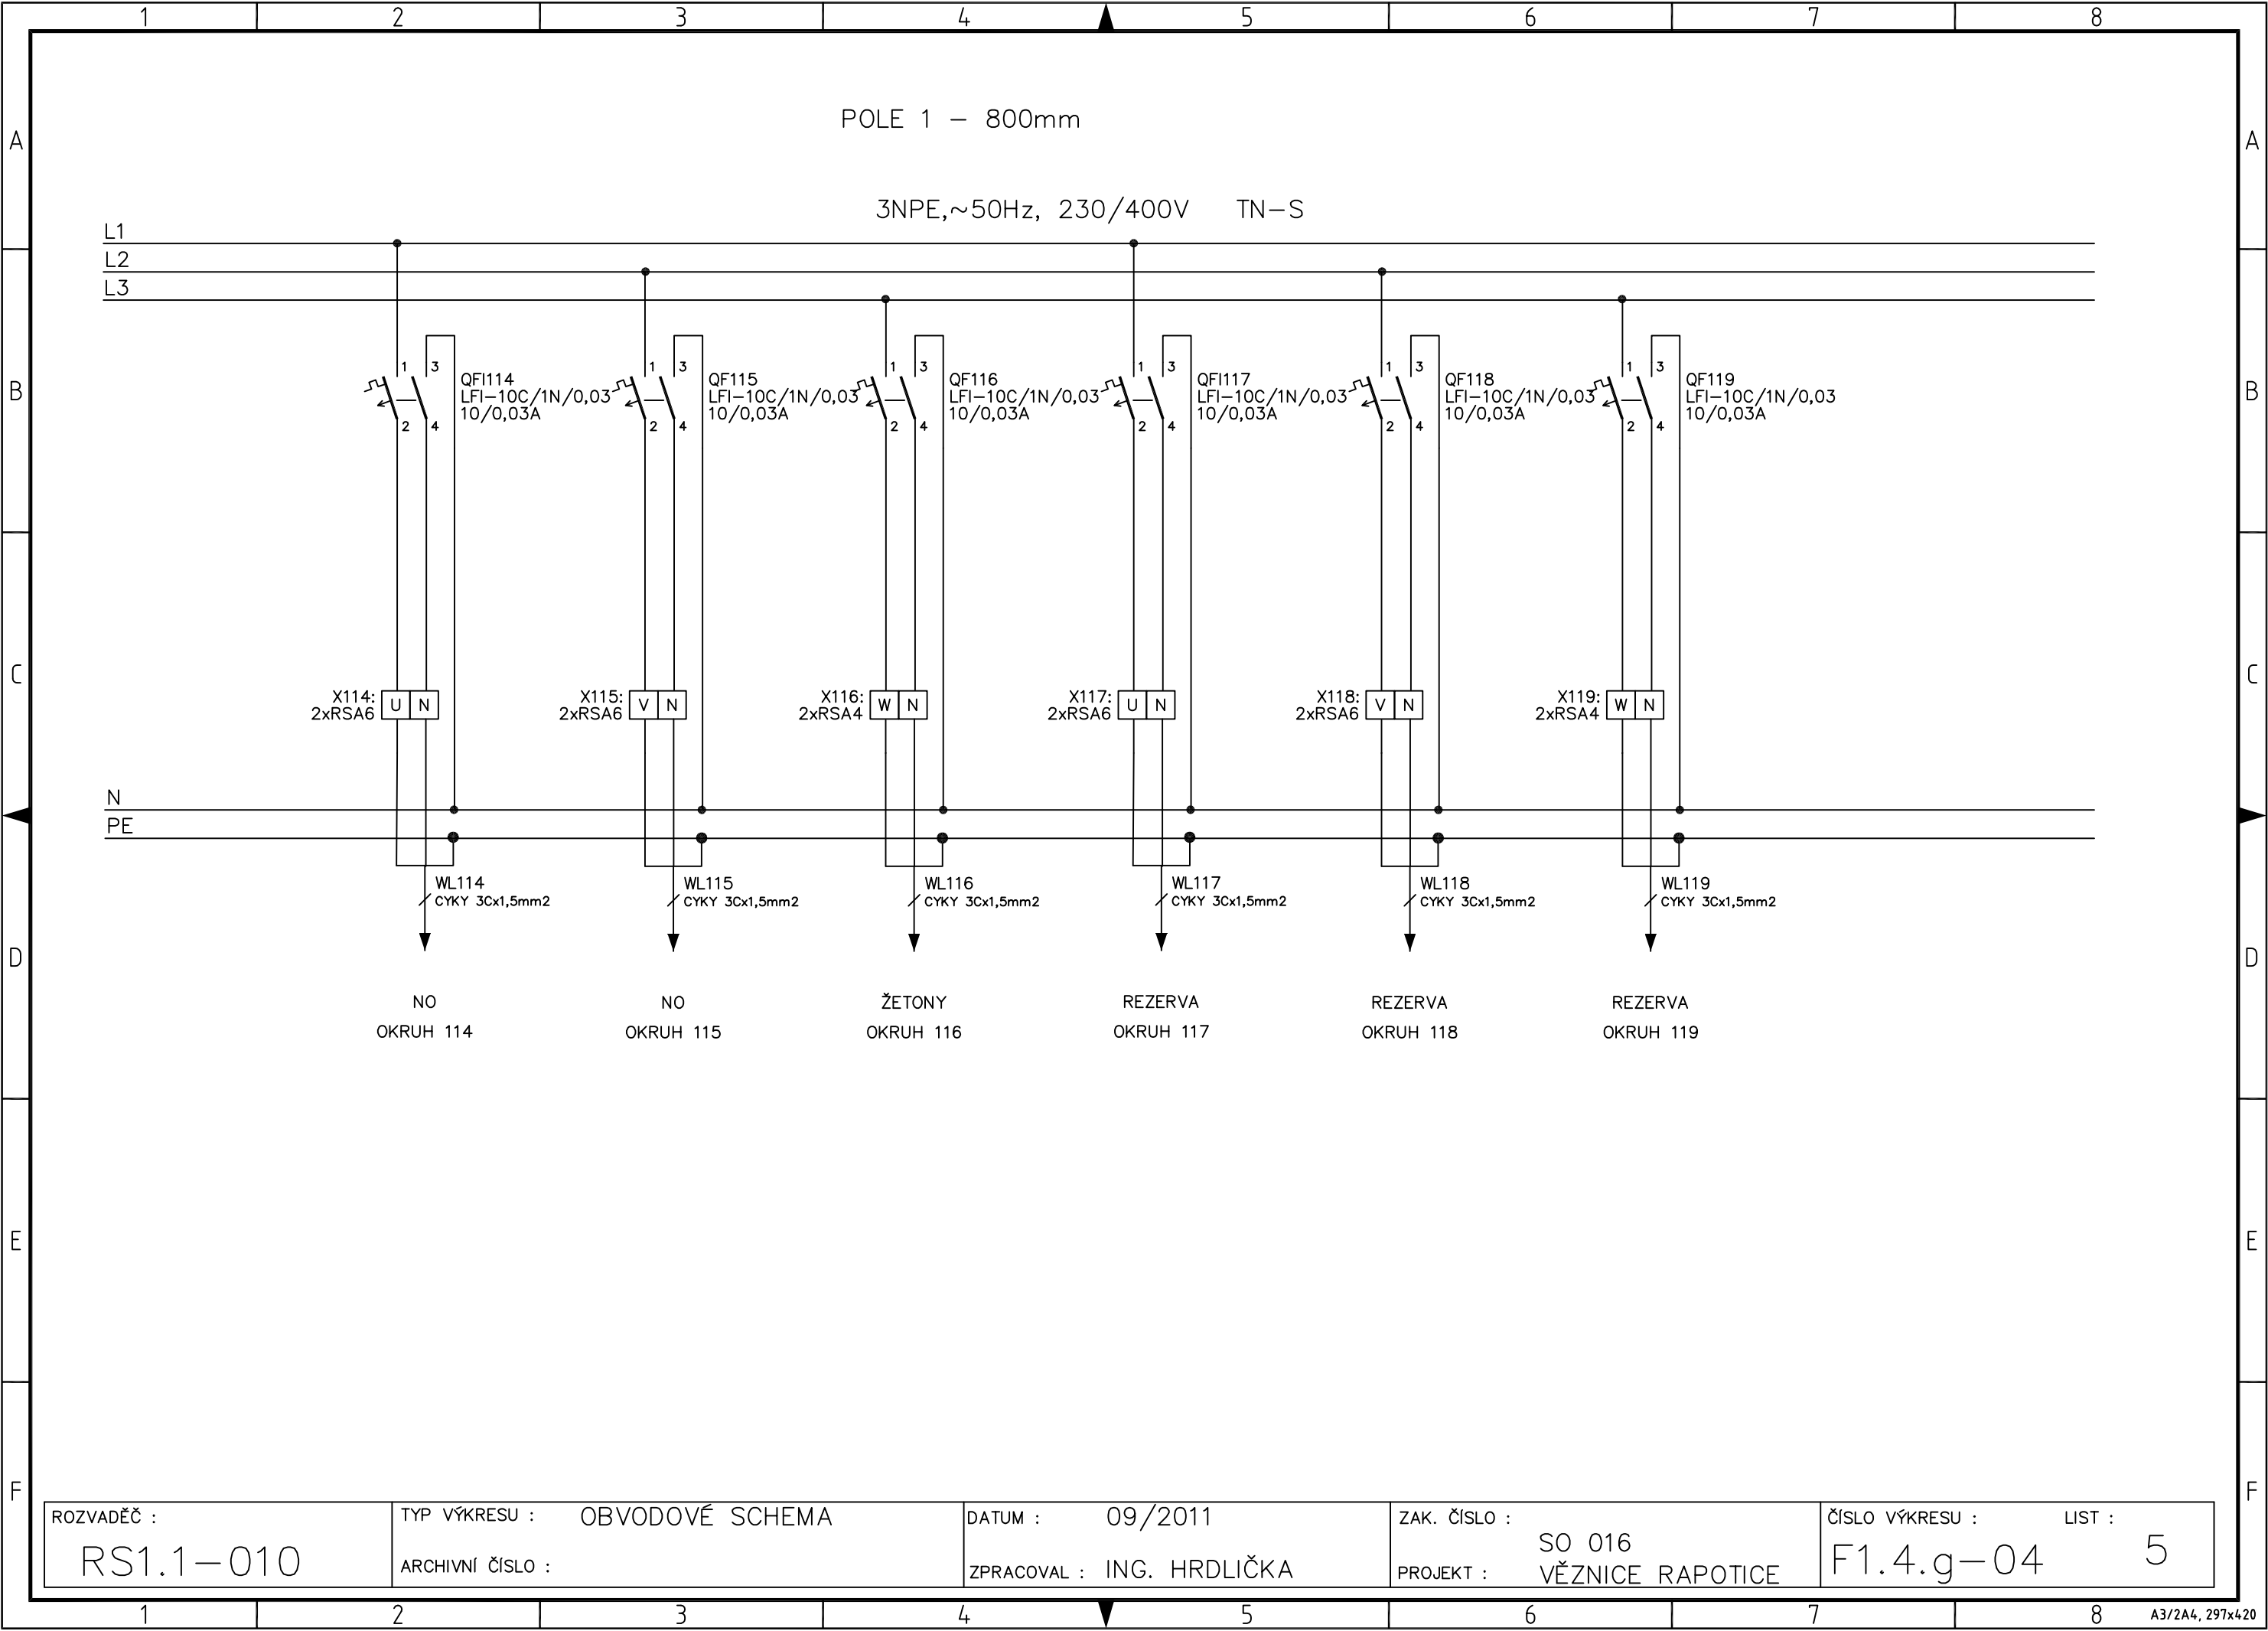 1 2 3 4 5 6 7 8
A A
POLE 1 - 800mm
3NPE,~50Hz, 230/400V TN-S
L1
L2
L3
B B
1 3 1 3 1 3 1 3 1 3 1 3
QFI114 QF115 QF116 QFI117 QF118 QF119
LFI-10C/1N/0,03 LFI-10C/1N/0,03 LFI-10C/1N/0,03 LFI-10C/1N/0,03 LFI-10C/1N/0,03 LFI-10C/1N/0,03
10/0,03A 10/0,03A 10/0,03A 10/0,03A 10/0,03A 10/0,03A
2 4 2 4 2 4 2 4 2 4 2 4
C C
X114: X115: X116: X117: X118: X119:
2xRSA6 U N 2xRSA6 V N 2xRSA4 W N 2xRSA6 U N 2xRSA6 V N 2xRSA4 W N
N
PE
WL114 WL115 WL116 WL117 WL118 WL119
CYKY 3Cx1,5mm2 CYKY 3Cx1,5mm2 CYKY 3Cx1,5mm2 CYKY 3Cx1,5mm2 CYKY 3Cx1,5mm2 CYKY 3Cx1,5mm2
D D
NO NO ŽETONY REZERVA REZERVA REZERVA
OKRUH 114 OKRUH 115 OKRUH 116 OKRUH 117 OKRUH 118 OKRUH 119
E E
F F
ROZVADĚČ :
RS1.1-010
TYP VÝKRESU : OBVODOVÉ SCHEMA
ARCHIVNÍ ČÍSLO :
DATUM : 09/2011
ZPRACOVAL : ING. HRDLIČKA
ZAK. ČÍSLO :
SO 016
PROJEKT : VĚZNICE RAPOTICE
ČÍSLO VÝKRESU : LIST :
F1.4.g-04 5
1 2 3 4 5 6 7 8
A3/2A4, 297x420